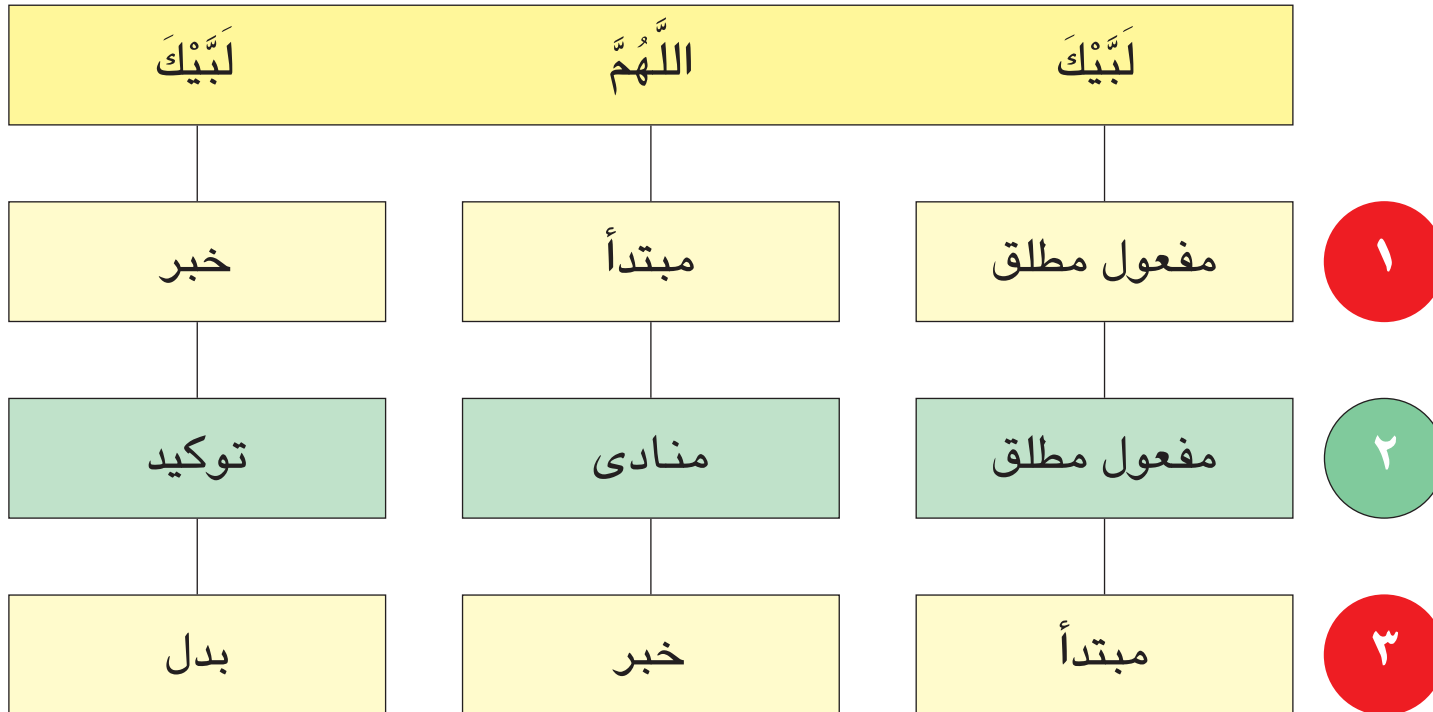 لَبَّيْكَ اللَّهُمَّ لَبَّيْكَ
١ مفعول مطلق مبتدأ خبر
٢ مفعول مطلق منادى توكيد
٣ مبتدأ خبر بدل